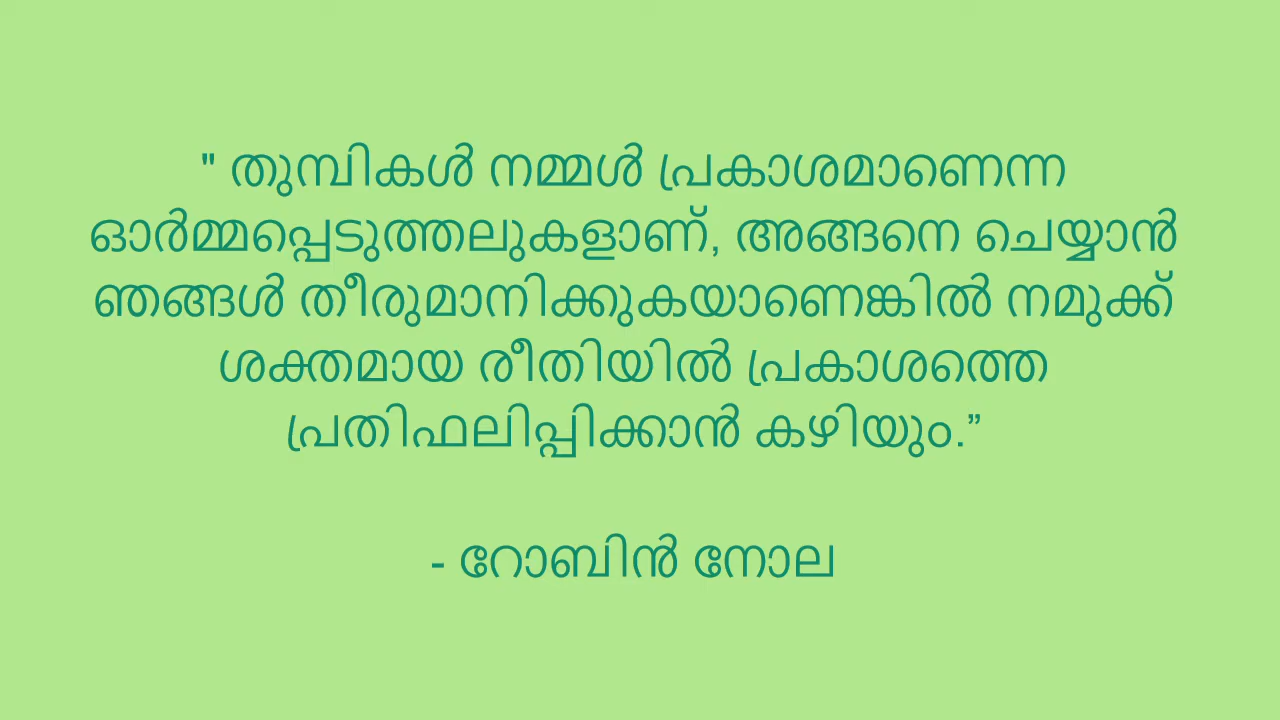 " തുമ്പികൾ നമ്മൾ പ്രകാശമാണെന്ന
ഓർമ്മപ്പെടുത്തലുകളാണ്, അങ്ങനെ ചെയ്യാൻ
ഞങ്ങൾ തീരുമാനിക്കുകയാണെങ്കിൽ നമുക്ക്
ശക്തമായ രീതിയിൽ പ്രകാശത്തെ
പ്രതിഫലിപ്പിക്കാൻ കഴിയും.”
- റോബിൻ നോല